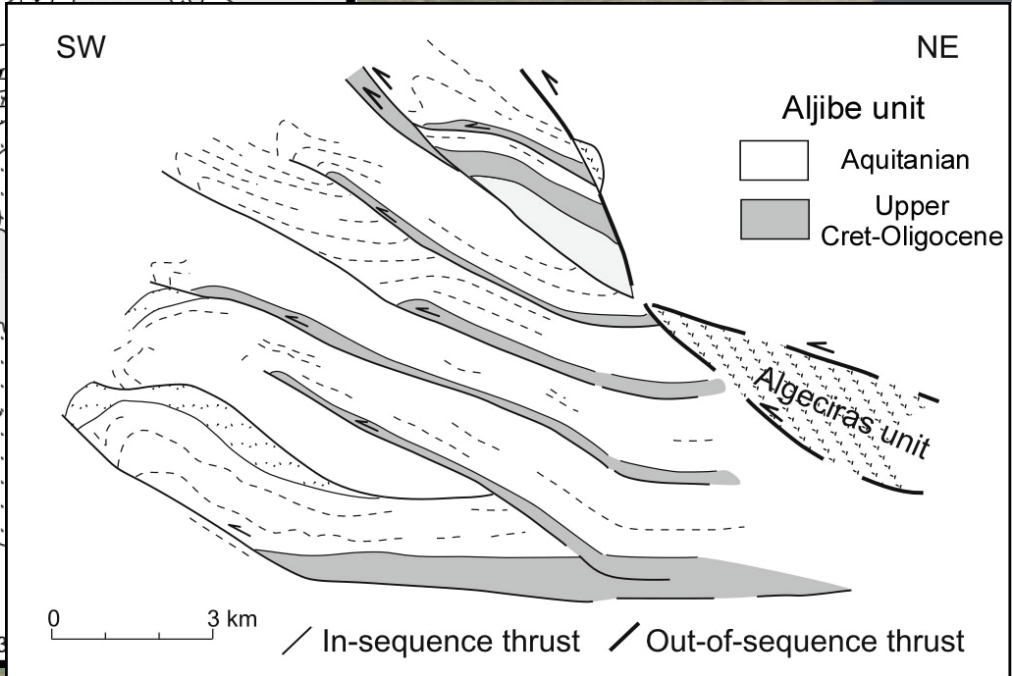 SW
NE
Aljibe unit
Aquitanian
Upper
Cret-Oligocene
Algeciras unit
0 3 km
In-sequence thrust
Out-of-sequence thrust